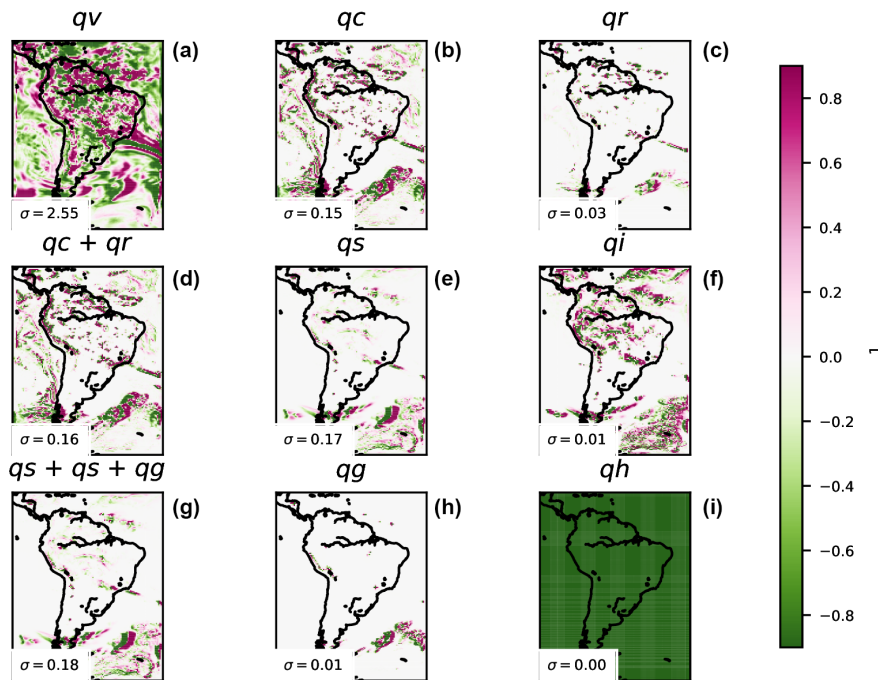 qv
(a)
σ = 2.55
qc
(b)
σ = 0.15
qr
(c)
σ = 0.03
qc + qr
(d)
σ = 0.16
qs
(e)
σ = 0.17
qi
(f)
σ = 0.01
qs + qs + qg
(g)
σ = 0.18
qg
(h)
σ = 0.01
qh
(i)
σ = 0.00
0.8
0.6
0.4
0.2
0.0
−0.2
−0.4
−0.6
−0.8